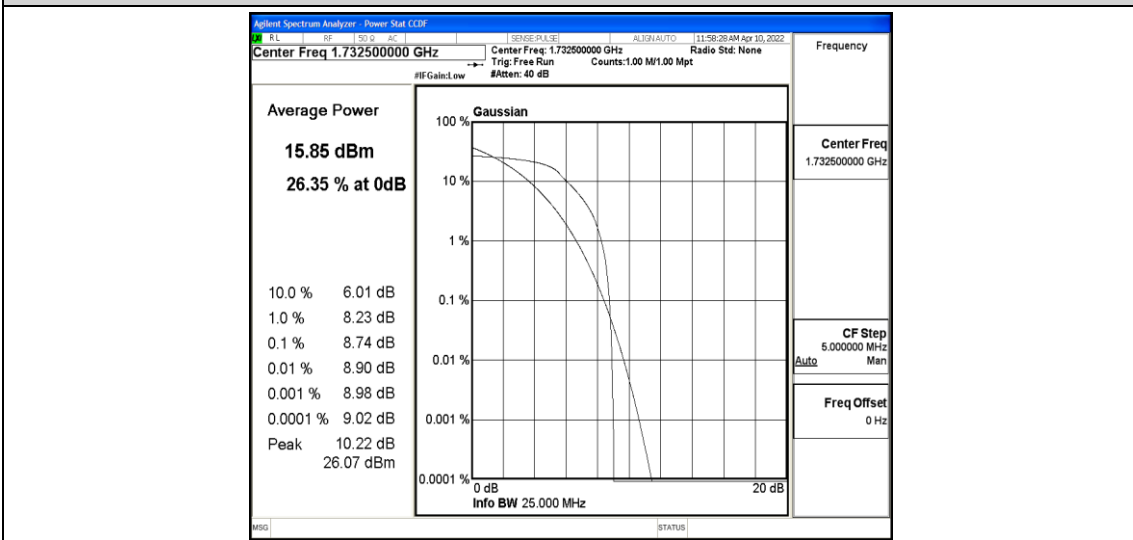 Agilent Spectrum Analyzer - Power Stat CCDF
LXI RL RF 50 Ω AC SENSE:PULSE ALIGN AUTO 11:58:28 AM Apr 10, 2022
Center Freq 1.732500000 GHz
Center Freq: 1.732500000 GHz Radio Std: None
Trig: Free Run Counts:1.00 M/1.00 Mpt
#IFGain:Low #Atten: 40 dB
Frequency
Average Power
15.85 dBm
26.35 % at 0dB
10.0 % 6.01 dB
1.0 % 8.23 dB
0.1 % 8.74 dB
0.01 % 8.90 dB
0.001 % 8.98 dB
0.0001 % 9.02 dB
Peak 10.22 dB
26.07 dBm
Gaussian
100 %
10 %
1 %
0.1 %
0.01 %
0.001 %
0.0001 %
0 dB 20 dB
Info BW 25.000 MHz
Center Freq
1.732500000 GHz
CF Step
5.000000 MHz
Auto Man
Freq Offset
0 Hz
MSG STATUS